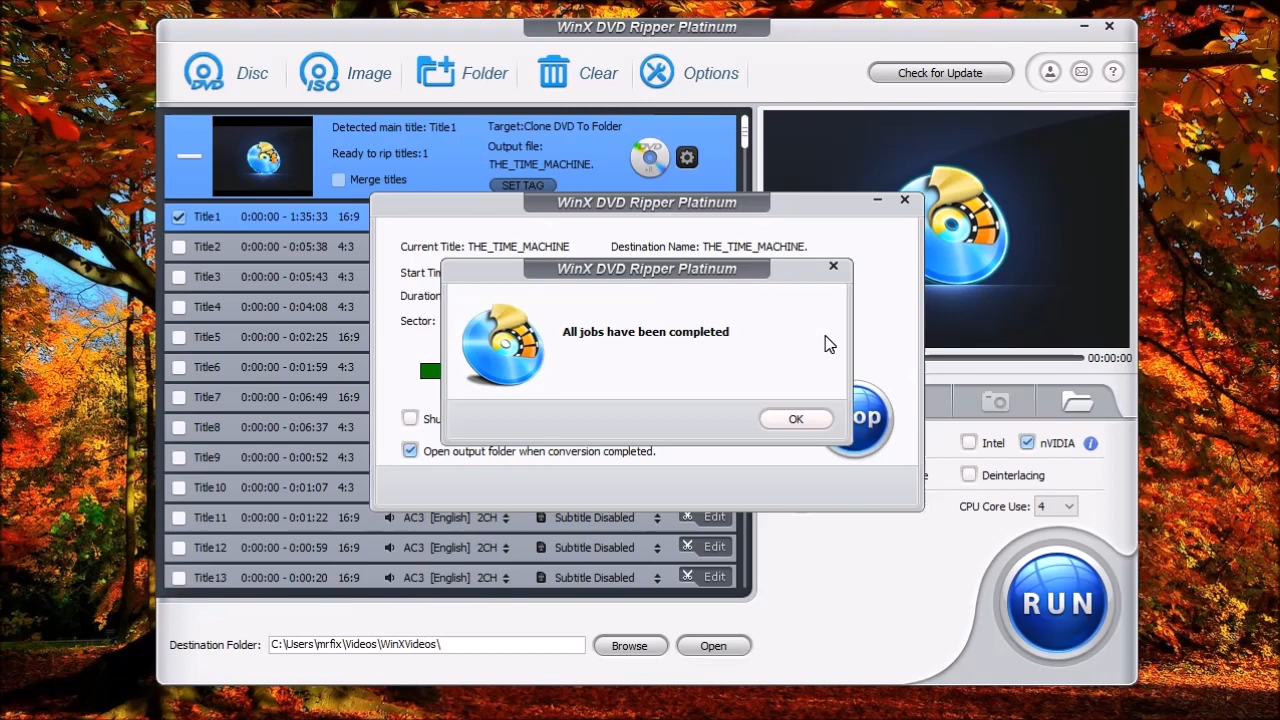 WinX DVD Ripper Platinum
DVD Disc
ISO Image
Folder
Clear
Options
Check for Update
?
Detected main title: Title1
Ready to rip titles:1
Merge titles
Target:Clone DVD To Folder
Output file:
THE_TIME_MACHINE.
SET TAG
DVD
Title1 0:00:00 - 1:35:33 16:9
Title2 0:00:00 - 0:05:38 4:3
Title3 0:00:00 - 0:05:43 4:3
Title4 0:00:00 - 0:04:08 4:3
Title5 0:00:00 - 0:02:25 16:9
Title6 0:00:00 - 0:01:59 4:3
Title7 0:00:00 - 0:06:49 16:9
Title8 0:00:00 - 0:06:37 4:3
Title9 0:00:00 - 0:00:52 4:3
Title10 0:00:00 - 0:01:07 4:3
Title11 0:00:00 - 0:01:22 4:3 AC3 [English] 2CH Subtitle Disabled Edit
Title12 0:00:00 - 0:00:59 4:3 AC3 [English] 2CH Subtitle Disabled Edit
Title13 0:00:00 - 0:00:20 16:9 AC3 [English] 2CH Subtitle Disabled Edit
WinX DVD Ripper Platinum
Current Title: THE_TIME_MACHINE Destination Name: THE_TIME_MACHINE.
Start Tim
Duration
Sector:
Shu
op
Open output folder when conversion completed.
WinX DVD Ripper Platinum
All jobs have been completed
OK
00:00:00
Intel nVIDIA i
e Deinterlacing
CPU Core Use: 4
RUN
Destination Folder: C:\Users\mrfix\Videos\WinXVideos\ Browse Open